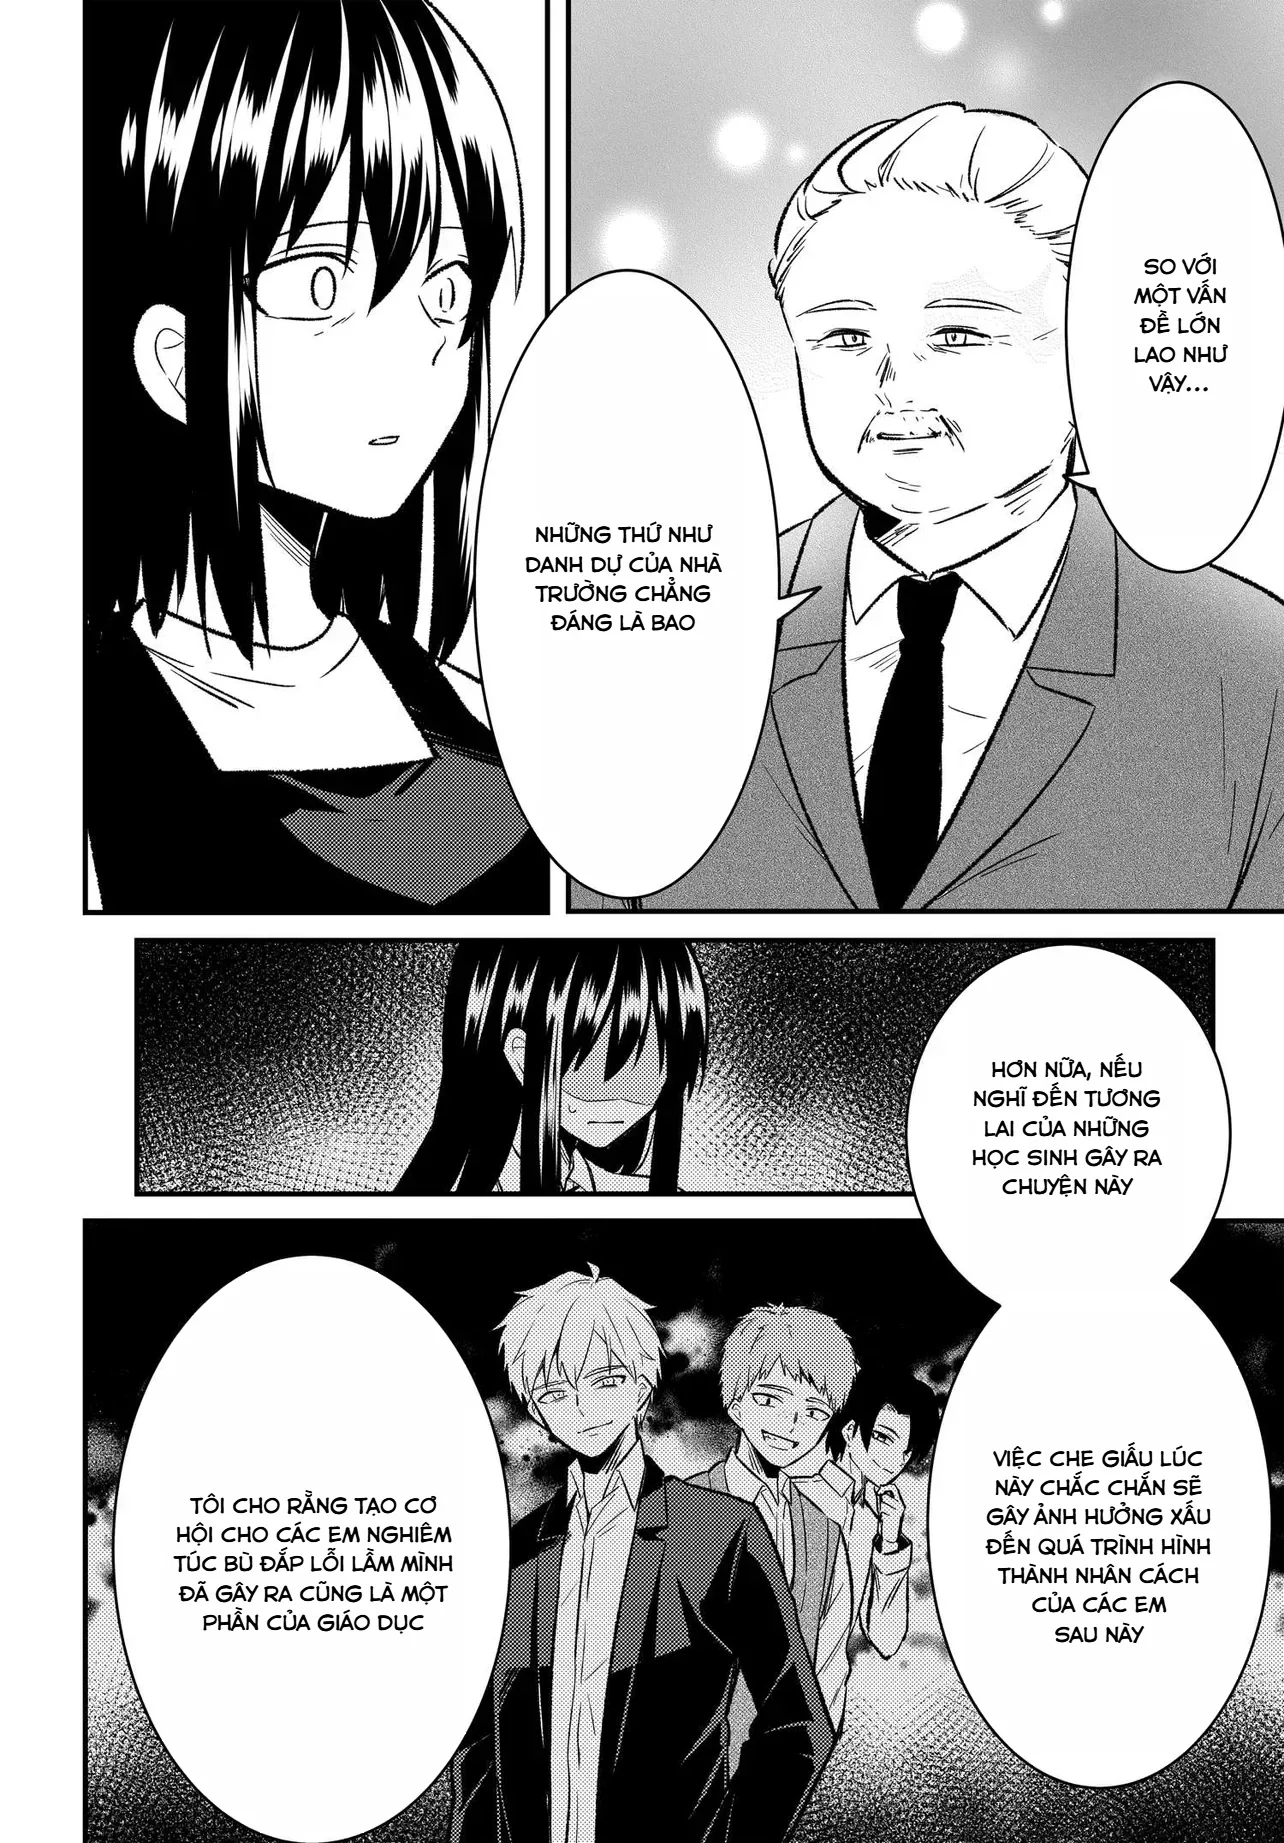 SO VỚI
MỘT VẤN
ĐỀ LỚN
LAO NHƯ
VẬY...
NHỮNG THỨ NHƯ
DANH DỰ CỦA NHÀ
TRƯỜNG CHẲNG
ĐÁNG LÀ BAO
HƠN NỮA, NẾU
NGHĨ ĐẾN TƯƠNG
LAI CỦA NHỮNG
HỌC SINH GÂY RA
CHUYỆN NÀY
VIỆC CHE GIẤU LÚC
NÀY CHẮC CHẮN SẼ
GÂY ẢNH HƯỞNG XẤU
ĐẾN QUÁ TRÌNH HÌNH
THÀNH NHÂN CÁCH
CỦA CÁC EM
SAU NÀY
TÔI CHO RẰNG TẠO CƠ
HỘI CHO CÁC EM NGHIÊM
TÚC BÙ ĐẮP LỖI LẦM MÌNH
ĐÃ GÂY RA CŨNG LÀ MỘT
PHẦN CỦA GIÁO DỤC